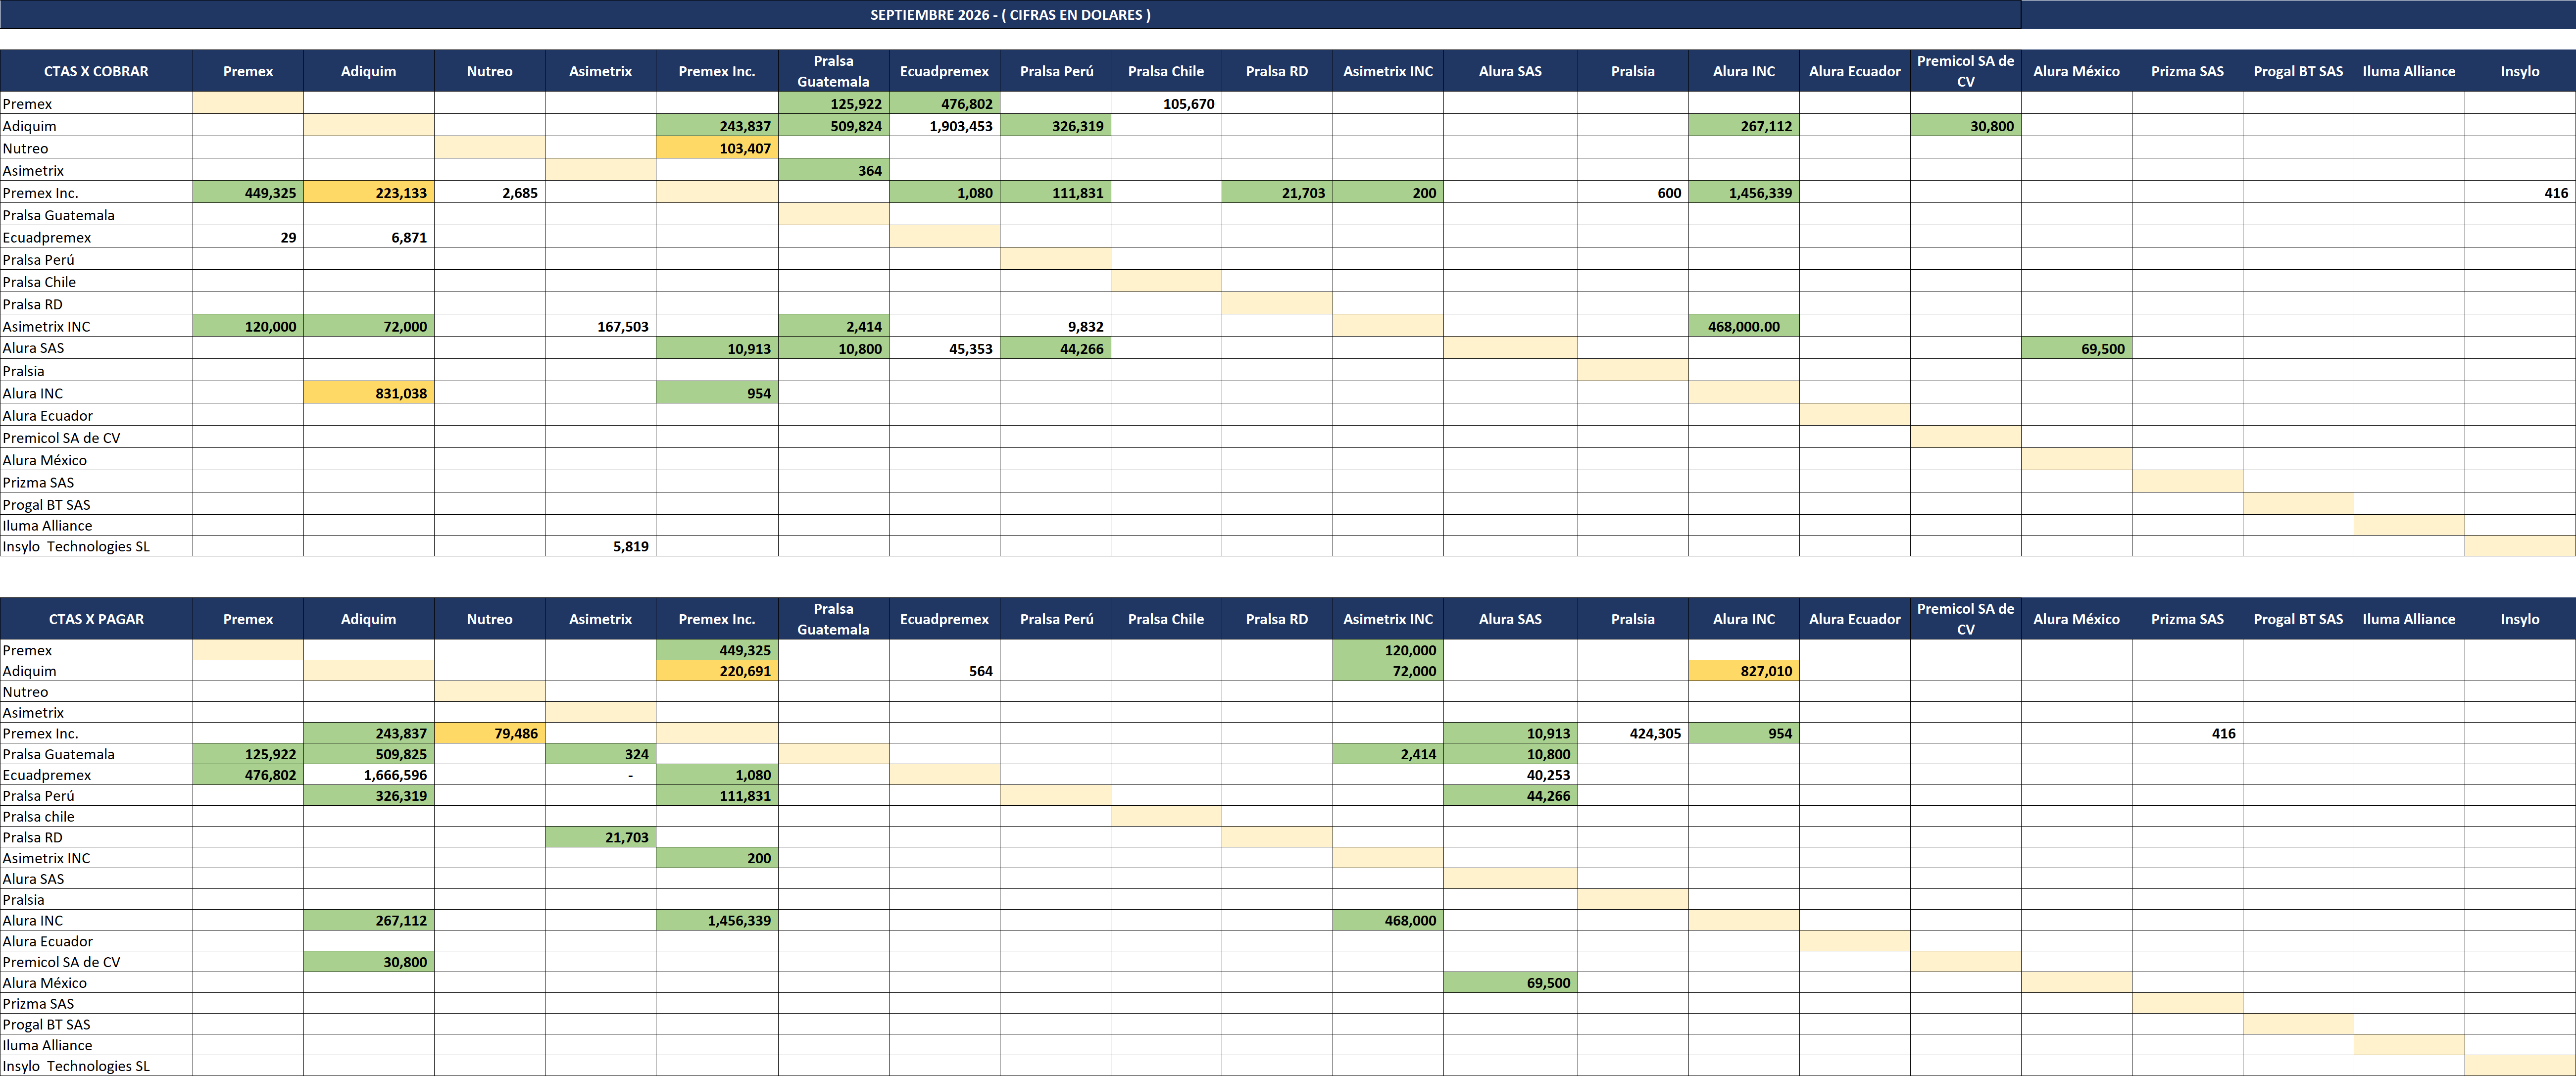 SEPTIEMBRE 2026 - ( CIFRAS EN DOLARES )
CTAS X COBRAR Premex Adiquim Nutreo Asimetrix Premex Inc. Pralsa Guatemala Ecuadpremex Pralsa Perú Pralsa Chile Pralsa RD Asimetrix INC Alura SAS Pralsia Alura INC Alura Ecuador Premicol SA de CV Alura México Prizma SAS Progal BT SAS Iluma Alliance Insylo
Premex 125,922 476,802 105,670
Adiquim 243,837 509,824 1,903,453 326,319 267,112 30,800
Nutreo 103,407
Asimetrix 364
Premex Inc. 449,325 223,133 2,685 1,080 111,831 21,703 200 600 1,456,339 416
Pralsa Guatemala
Ecuadpremex 29 6,871
Pralsa Perú
Pralsa Chile
Pralsa RD
Asimetrix INC 120,000 72,000 167,503 2,414 9,832 468,000.00
Alura SAS 10,913 10,800 45,353 44,266 69,500
Pralsia
Alura INC 831,038 954
Alura Ecuador
Premicol SA de CV
Alura México
Prizma SAS
Progal BT SAS
Iluma Alliance
Insylo Technologies SL 5,819
CTAS X PAGAR Premex Adiquim Nutreo Asimetrix Premex Inc. Pralsa Guatemala Ecuadpremex Pralsa Perú Pralsa Chile Pralsa RD Asimetrix INC Alura SAS Pralsia Alura INC Alura Ecuador Premicol SA de CV Alura México Prizma SAS Progal BT SAS Iluma Alliance Insylo
Premex 449,325 120,000
Adiquim 220,691 564 72,000 827,010
Nutreo
Asimetrix
Premex Inc. 243,837 79,486 10,913 424,305 954 416
Pralsa Guatemala 125,922 509,825 324 2,414 10,800
Ecuadpremex 476,802 1,666,596 - 1,080 40,253
Pralsa Perú 326,319 111,831 44,266
Pralsa chile
Pralsa RD 21,703
Asimetrix INC 200
Alura SAS
Pralsia
Alura INC 267,112 1,456,339 468,000
Alura Ecuador
Premicol SA de CV 30,800
Alura México 69,500
Prizma SAS
Progal BT SAS
Iluma Alliance
Insylo Technologies SL